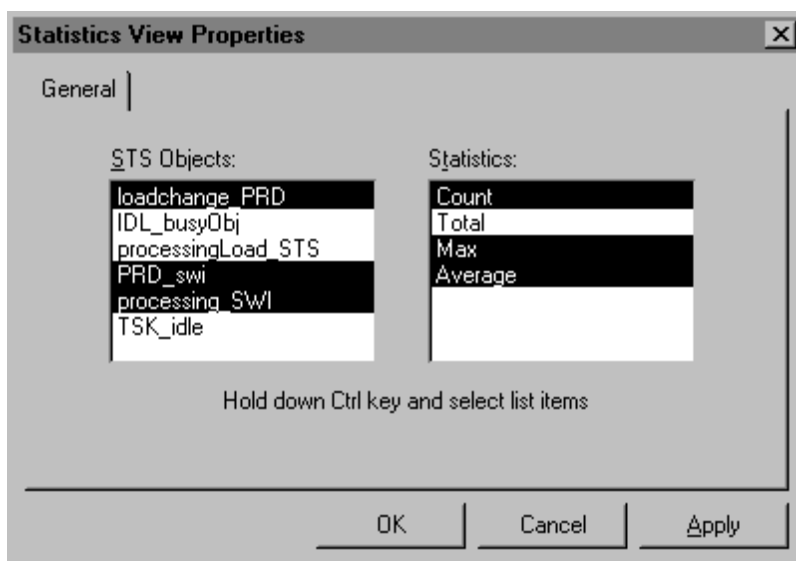 Statistics View Properties
General
STS Objects:
loadchange_PRD
IDL_busyObj
processingLoad_STS
PRD_swi
processing_SWI
TSK_idle
Statistics:
Count
Total
Max
Average
Hold down Ctrl key and select list items
OK
Cancel
Apply